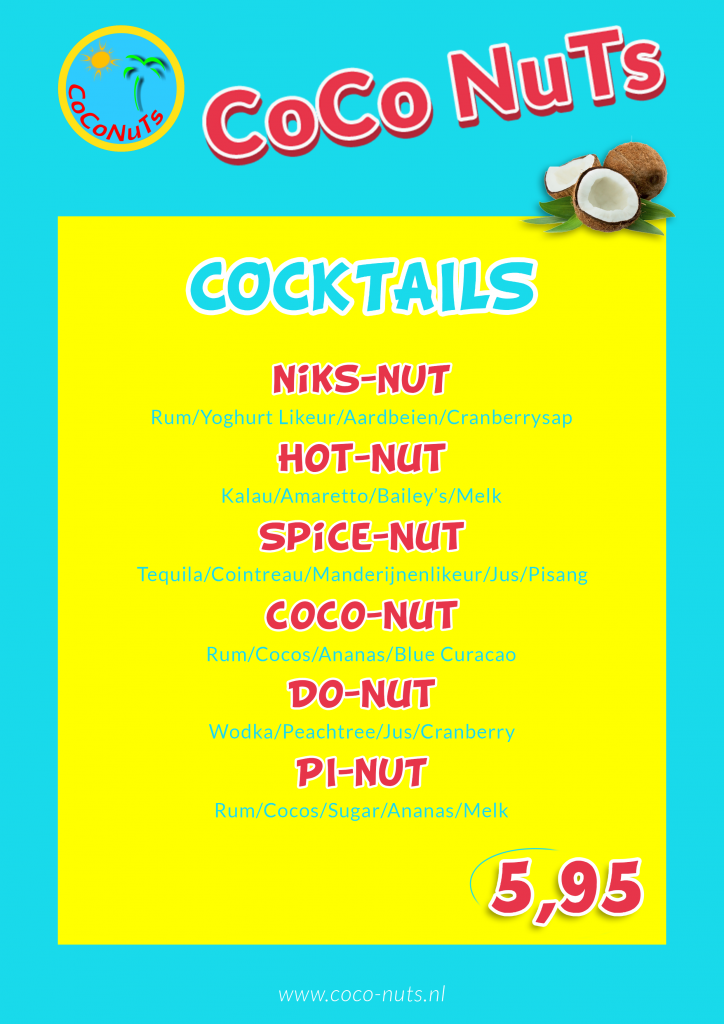 CoCoNuTs
CoCo NuTs
COCKTAILS
NiKS-NUT
Rum/Yoghurt Likeur/Aardbeien/Cranberrysap
HOT-NUT
Kalau/Amaretto/Bailey's/Melk
SPiCE-NUT
Tequila/Cointreau/Manderijnenlikeur/Jus/Pisang
COCO-NUT
Rum/Cocos/Ananas/Blue Curacao
DO-NUT
Wodka/Peachtree/Jus/Cranberry
PI-NUT
Rum/Cocos/Sugar/Ananas/Melk
5,95
www.coco-nuts.nl